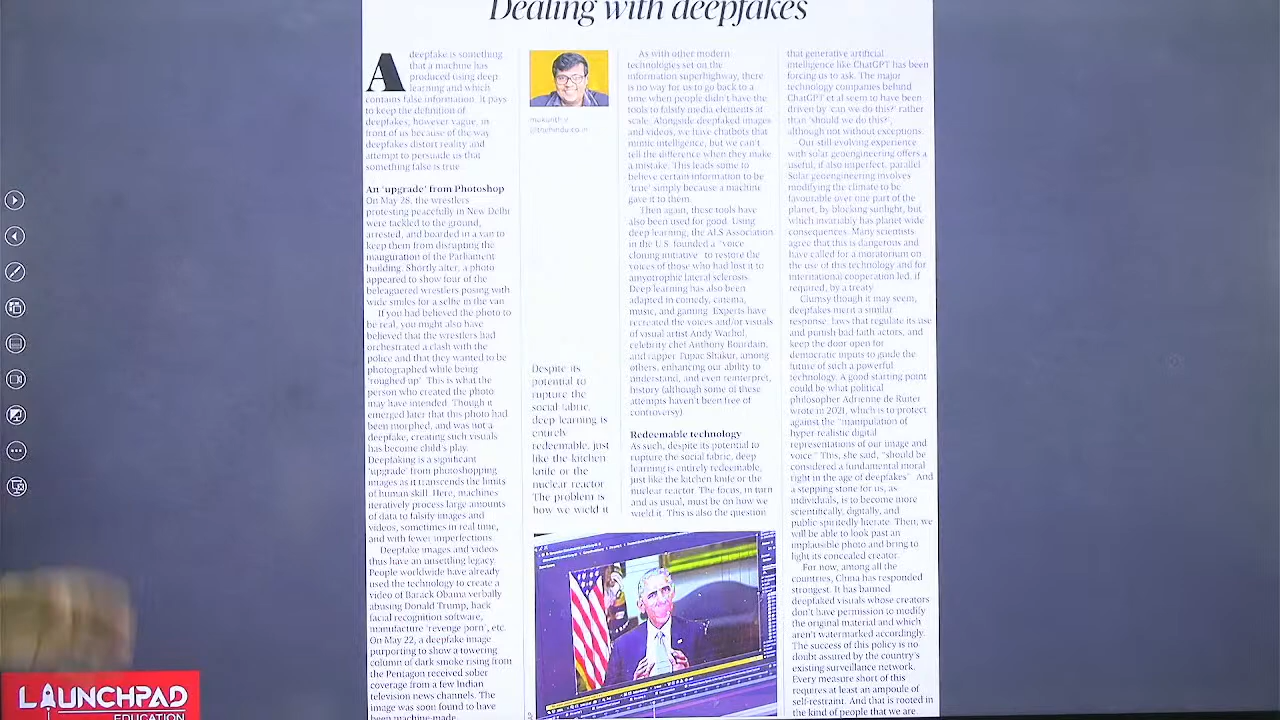 Dealing with deepfakes
A deepfake is something
that a machine has
produced using deep
learning and which
contains false information. It pays
to keep the definition of
deepfakes, however vague, in
front of us because of the way
deepfakes distort reality and
attempt to persuade us that
something false is true
An 'upgrade' from Photoshop
On May 28, the wrestlers
protesting peacefully in New Delhi
were tackled to the ground,
arrested, and boarded in a van to
keep them from disrupting the
inauguration of the Parliament
building. Shortly after, a photo
appeared to show four of the
beleaguered wrestlers posing with
wide smiles for a selfie in the van.
If you had believed the photo to
be real, you might also have
believed that the wrestlers had
orchestrated a clash with the
police and that they wanted to be
photographed while being
'roughed up'. This is what the
person who created the photo
may have intended. Though it
emerged later that this photo had
been morphed, and was not a
deepfake, creating such visuals
has become child's play.
Deepfaking is a significant
'upgrade' from photoshopping
images as it transcends the limits
of human skill. Here, machines
iteratively process large amounts
of data to falsify images and
videos, sometimes in real time,
and with fewer imperfections.
Deepfake images and videos
thus have an unsettling legacy.
People worldwide have already
used the technology to create a
video of Barack Obama verbally
abusing Donald Trump, hack
facial recognition software,
manufacture 'revenge porn', etc.
On May 22, a deepfake image
purporting to show a towering
column of dark smoke rising from
the Pentagon received sober
coverage from a few Indian
television news channels. The
image was soon found to have
been machine-made.
mukunth.v
@thehindu.co.in
Despite its
potential to
rupture the
social fabric,
deep learning is
entirely
redeemable, just
like the kitchen
knife or the
nuclear reactor.
The problem is
how we wield it
As with other modern
technologies set on the
information superhighway, there
is no way for us to go back to a
time when people didn't have the
tools to falsify media elements at
scale. Alongside deepfaked images
and videos, we have chatbots that
mimic intelligence, but we can't
tell the difference when they make
a mistake. This leads some to
believe certain information to be
'true' simply because a machine
gave it to them.
Then again, these tools have
also been used for good. Using
deep learning, the ALS Association
in the U.S. founded a "voice
cloning initiative" to restore the
voices of those who had lost it to
amyotrophic lateral sclerosis.
Deep learning has also been
adapted in comedy, cinema,
music, and gaming. Experts have
recreated the voices and/or visuals
of visual artist Andy Warhol,
celebrity chef Anthony Bourdain,
and rapper Tupac Shakur, among
others, enhancing our ability to
understand, and even reinterpret,
history (although some of these
attempts haven't been free of
controversy).
Redeemable technology
As such, despite its potential to
rupture the social fabric, deep
learning is entirely redeemable,
just like the kitchen knife or the
nuclear reactor. The focus, in turn
and as usual, must be on how we
wield it. This is also the question
that generative artificial
intelligence like ChatGPT has been
forcing us to ask. The major
technology companies behind
ChatGPT et al seem to have been
driven by 'can we do this?' rather
than 'should we do this?',
although not without exceptions.
Our still-evolving experience
with solar geoengineering offers a
useful, if also imperfect, parallel.
Solar geoengineering involves
modifying the climate to be
favourable over one part of the
planet, by blocking sunlight, but
which invariably has planet wide
consequences. Many scientists
agree that this is dangerous and
have called for a moratorium on
the use of this technology and for
international cooperation led, if
required, by a treaty.
Clumsy though it may seem,
deepfakes merit a similar
response: laws that regulate its use
and punish bad-faith actors, and
keep the door open for
democratic inputs to guide the
future of such a powerful
technology. A good starting point
could be what political
philosopher Adrienne de Ruiter
wrote in 2021, which is to protect
against the "manipulation of
hyper-realistic digital
representations of our image and
voice." This, she said, "should be
considered a fundamental moral
right in the age of deepfakes". And
a stepping stone for us, as
individuals, is to become more
scientifically, digitally, and
public-spiritedly literate. Then, we
will be able to look past an
implausible photo and bring to
light its concealed creator.
For now, among all the
countries, China has responded
strongest. It has banned
deepfaked visuals whose creators
don't have permission to modify
the original material and which
aren't watermarked accordingly.
The success of this policy is no
doubt assured by the country's
existing surveillance network.
Every measure short of this
requires at least an ampoule of
self-restraint. And that is rooted in
the kind of people that we are
AP
LAUNCHPAD
EDUCATION